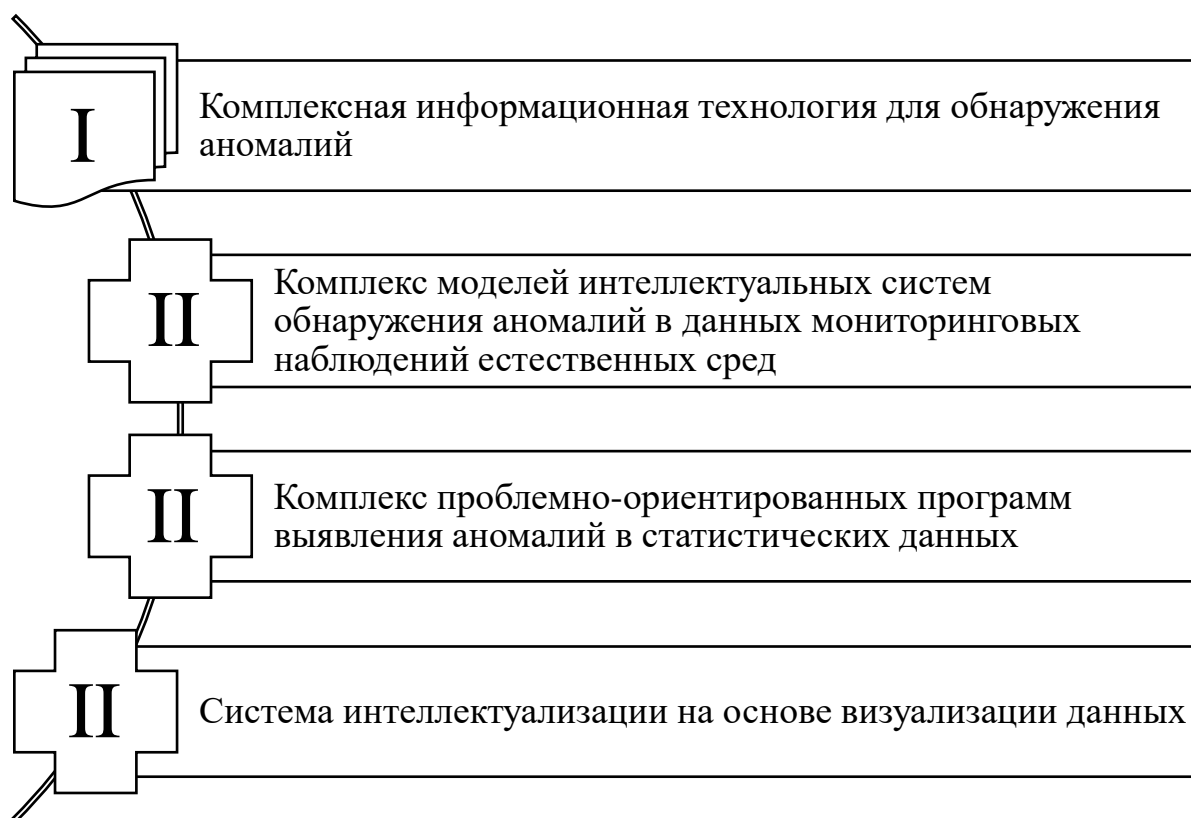 I
Комплексная информационная технология для обнаружения
аномалий
II
Комплекс моделей интеллектуальных систем
обнаружения аномалий в данных мониторинговых
наблюдений естественных сред
II
Комплекс проблемно-ориентированных программ
выявления аномалий в статистических данных
II
Система интеллектуализации на основе визуализации данных